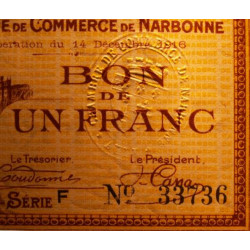 E DE COMMERCE DE NARBONNE
ération du 14 Décembre 1916
BON
DE
UN FRANC
Le Trésorier,
Le Président,
SÉRIE F Nº 33736